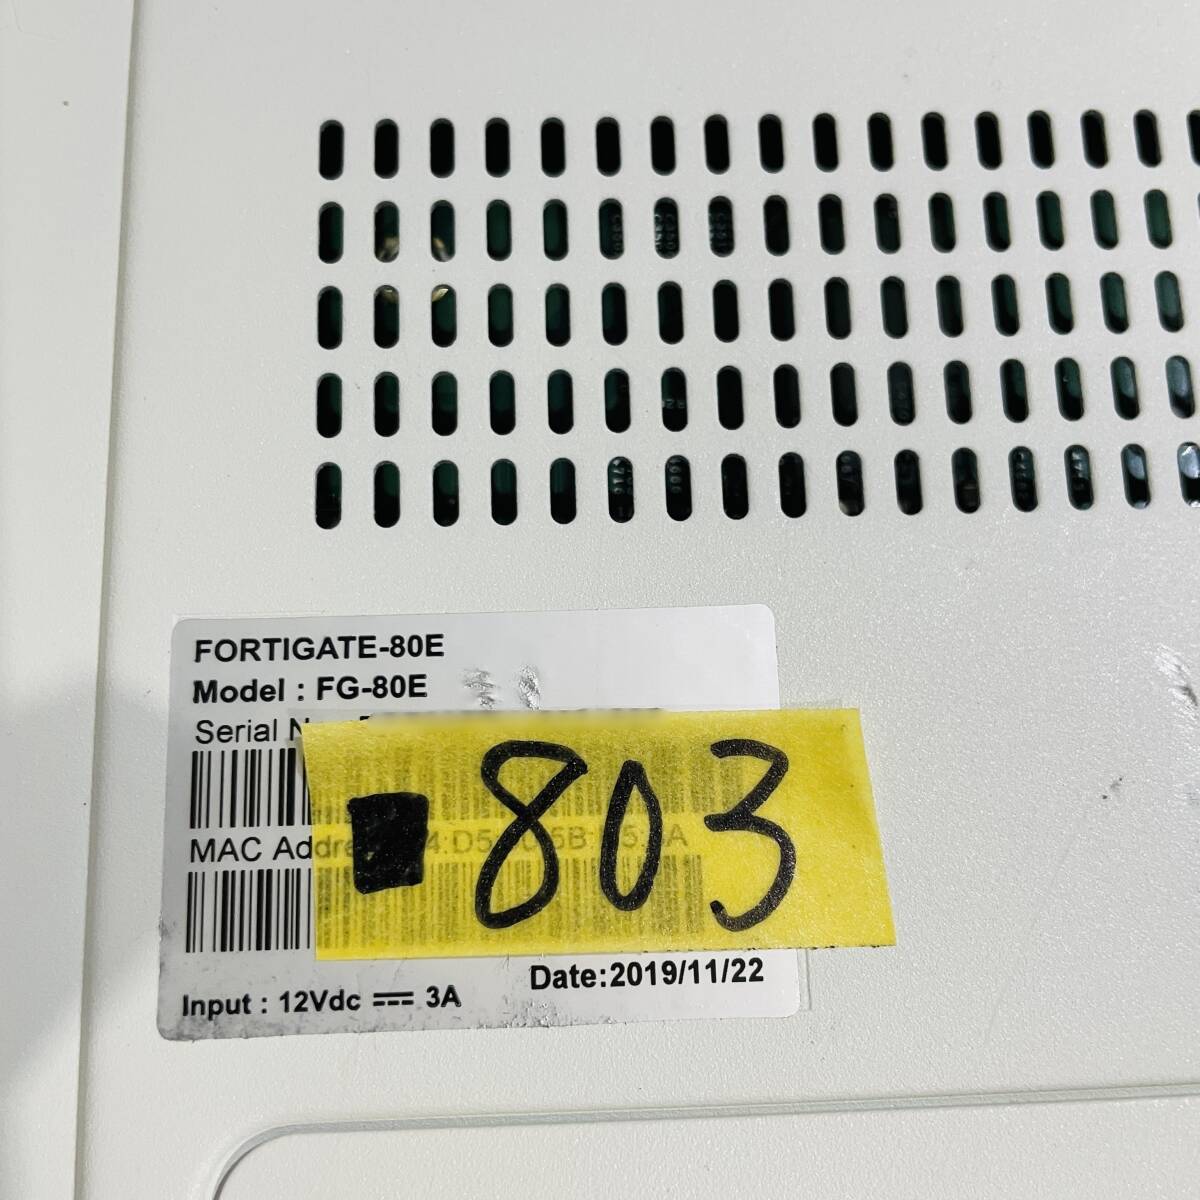 FORTIGATE-80E
Model : FG-80E
Serial
803
MAC Addre
Date:2019/11/22
Input : 12Vdc ⎓ 3A